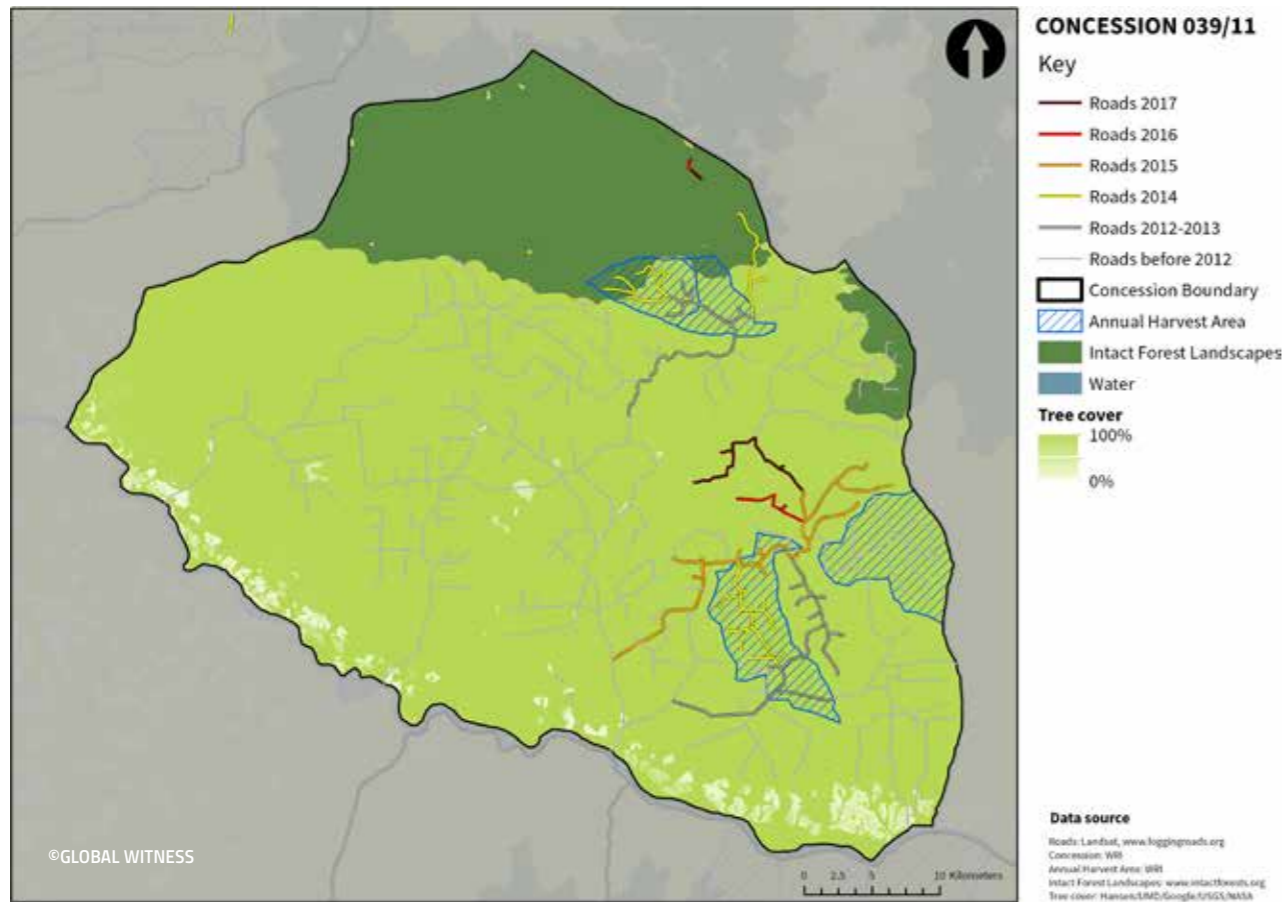 CONCESSION 039/11
Key
Roads 2017
Roads 2016
Roads 2015
Roads 2014
Roads 2012-2013
Roads before 2012
Concession Boundary
Annual Harvest Area
Intact Forest Landscapes
Water
Tree cover
100%
0%
Data source
Roads: Landsat, www.loggingroads.org
Concession: WRI
Annual Harvest Area: WRI
Intact Forest Landscapes: www.intactforests.org
Tree cover: Hansen/UMD/Google/USGS/NASA
©GLOBAL WITNESS
0 2,5 5 10 Kilometers